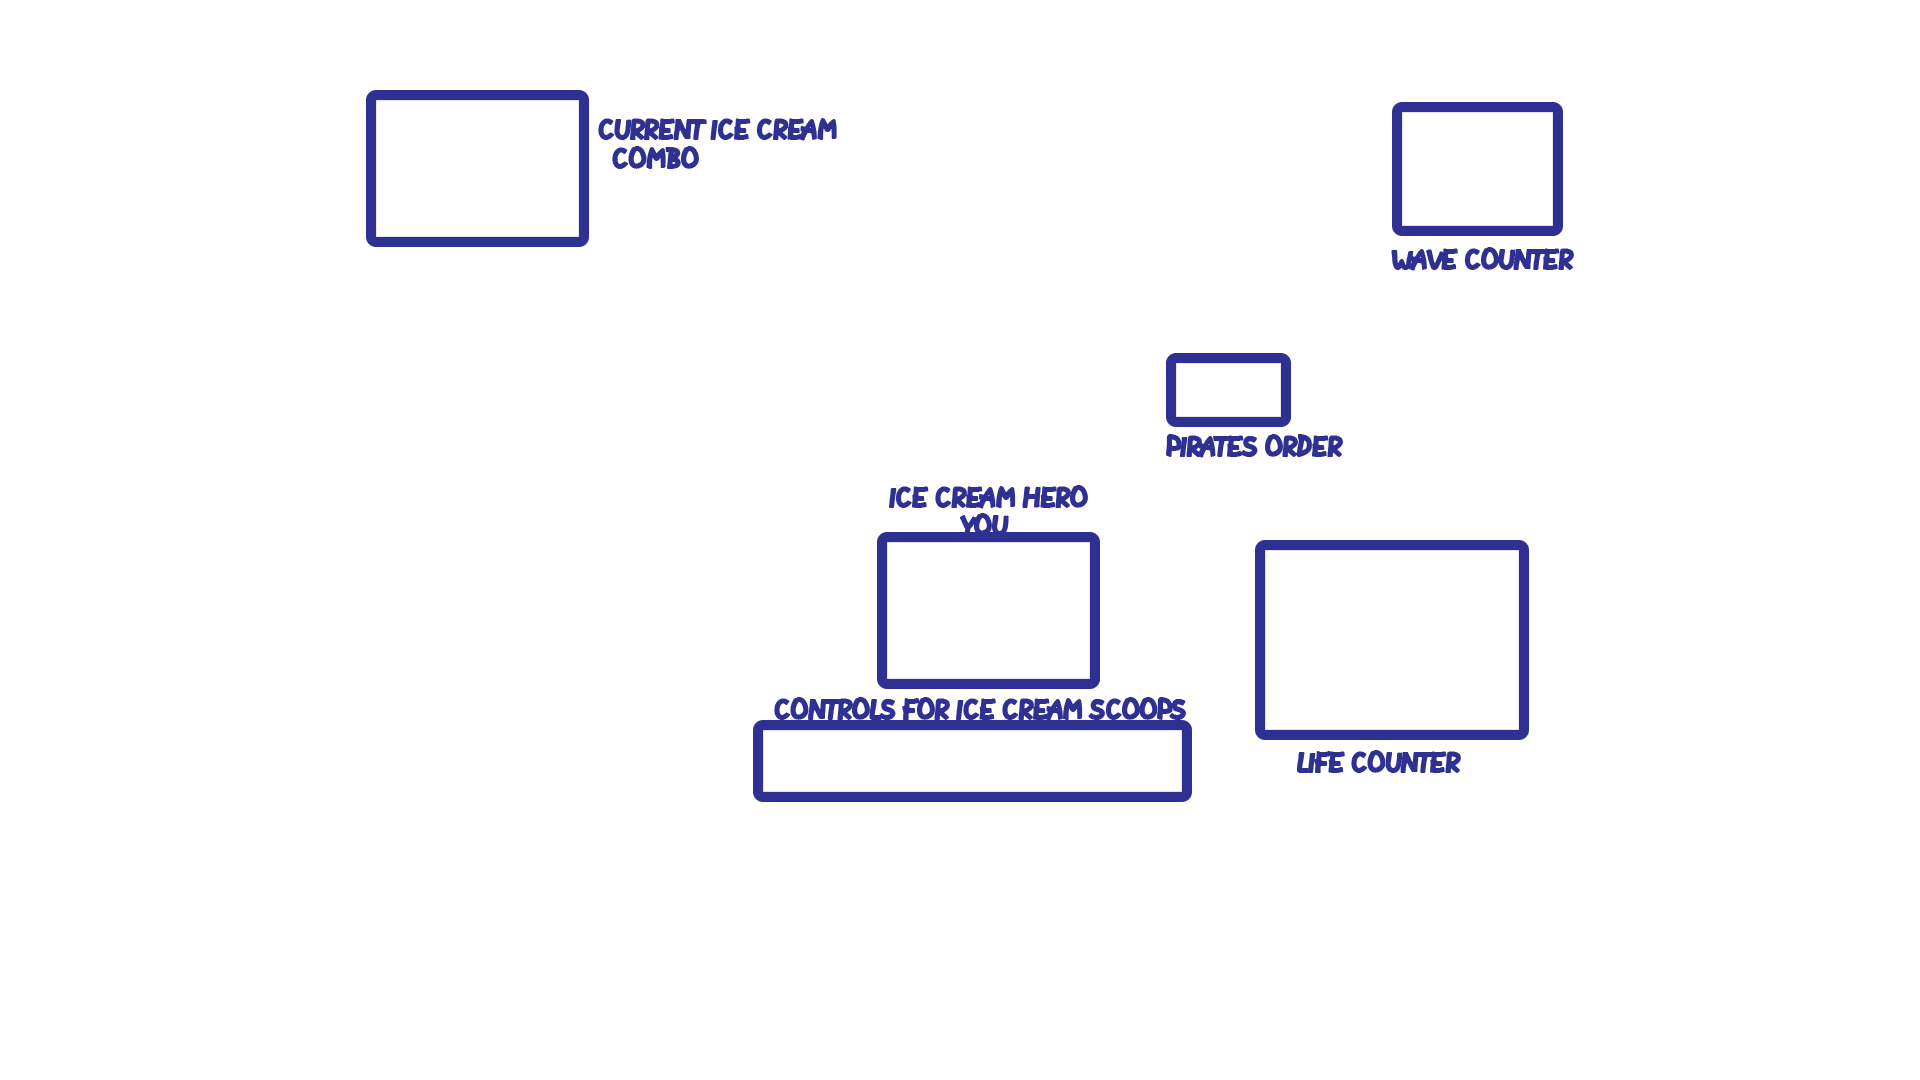 CURRENT ICE CREAM
COMBO
WAVE COUNTER
PIRATES ORDER
ICE CREAM HERO
YOU
CONTROLS FOR ICE CREAM SCOOPS
LIFE COUNTER